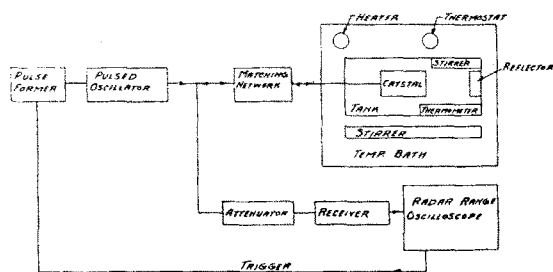 HEATER
THERMOSTAT
STIRRER
REFLECTOR
PULSE
FORMER
PULSED
OSCILLATOR
MATCHING
NETWORK
CRYSTAL
TANK
THERMOMETER
STIRRER
TEMP. BATH
ATTENUATOR
RECEIVER
RADAR RANGE
OSCILLOSCOPE
TRIGGER